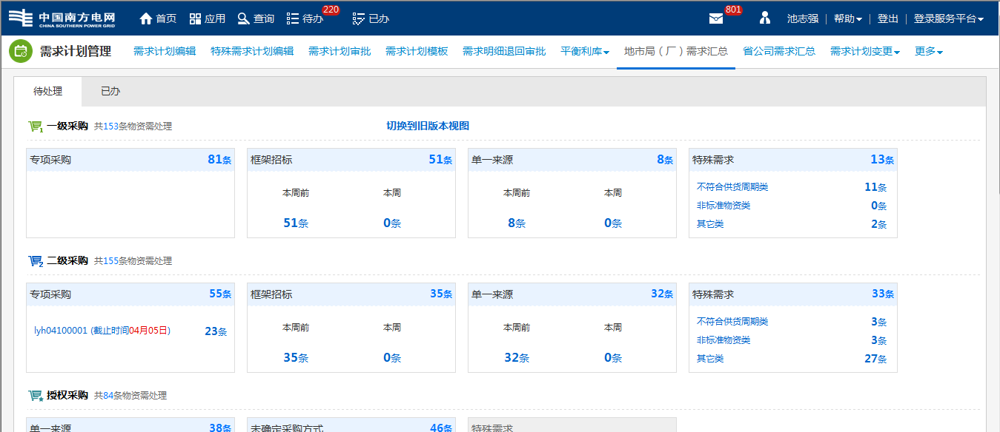 中国南方电网 首页 应用 查询 待办 220 已办 801 池志强 帮助 登出 登录服务平台
CHINA SOUTHERN POWER GRID
需求计划管理 需求计划编辑 特殊需求计划编辑 需求计划审批 需求计划模板 需求明细退回审批 平衡利库 地市局（厂）需求汇总 省公司需求汇总 需求计划变更 更多
待处理 已办
1 一级采购 共153条物资需处理 切换到旧版本视图
专项采购 81条 框架招标 51条 单一来源 8条 特殊需求 13条
本周前 本周 本周前 本周 不符合供货周期类 11条
非标准物资类 0条
51条 0条 8条 0条 其它类 2条
2 二级采购 共155条物资需处理
专项采购 55条 框架招标 35条 单一来源 32条 特殊需求 33条
lyh04100001 (截止时间04月05日) 23条 本周前 本周 本周前 本周 不符合供货周期类 3条
非标准物资类 3条
35条 0条 32条 0条 其它类 27条
授权采购 共84条物资需处理
单一来源 38条 未确定采购方式 46条 特殊需求